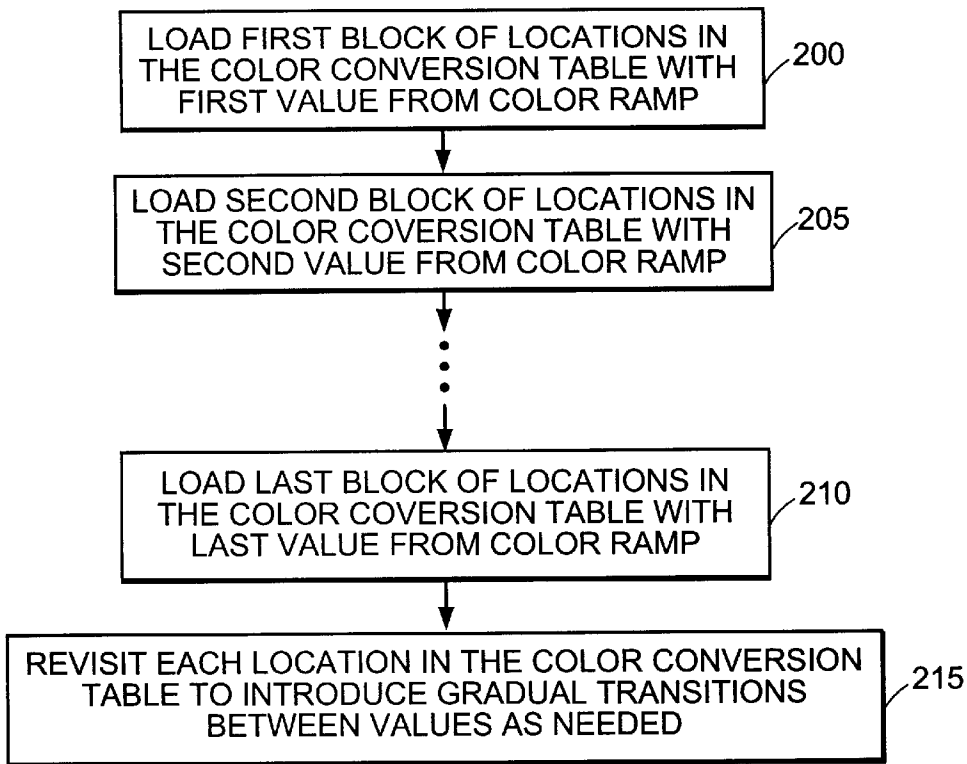 LOAD FIRST BLOCK OF LOCATIONS IN
THE COLOR CONVERSION TABLE WITH
FIRST VALUE FROM COLOR RAMP
200
LOAD SECOND BLOCK OF LOCATIONS IN
THE COLOR COVERSION TABLE WITH
SECOND VALUE FROM COLOR RAMP
205
LOAD LAST BLOCK OF LOCATIONS IN
THE COLOR COVERSION TABLE WITH
LAST VALUE FROM COLOR RAMP
210
REVISIT EACH LOCATION IN THE COLOR CONVERSION
TABLE TO INTRODUCE GRADUAL TRANSITIONS
BETWEEN VALUES AS NEEDED
215